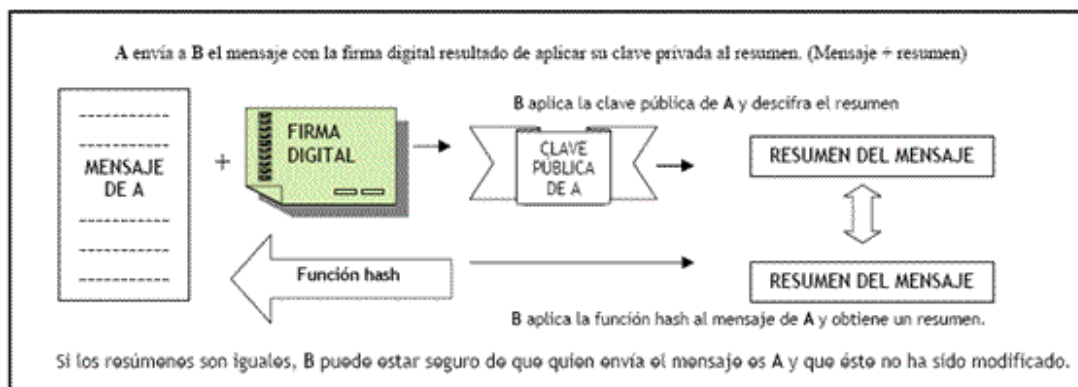 A envía a B el mensaje con la firma digital resultado de aplicar su clave privada al resumen. (Mensaje + resumen)
B aplica la clave pública de A y descifra el resumen
MENSAJE
DE A
+
FIRMA
DIGITAL
CLAVE
PÚBLICA
DE A
RESUMEN DEL MENSAJE
Función hash
RESUMEN DEL MENSAJE
B aplica la función hash al mensaje de A y obtiene un resumen.
Si los resúmenes son iguales, B puede estar seguro de que quien envía el mensaje es A y que éste no ha sido modificado.